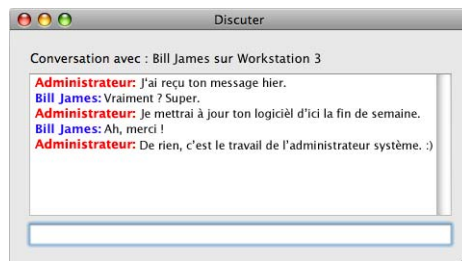 Discuter
Conversation avec : Bill James sur Workstation 3
Administrateur: J'ai reçu ton message hier.
Bill James: Vraiment ? Super.
Administrateur: Je mettrai à jour ton logicièl d'ici la fin de semaine.
Bill James: Ah, merci !
Administrateur: De rien, c'est le travail de l'administrateur système. :)